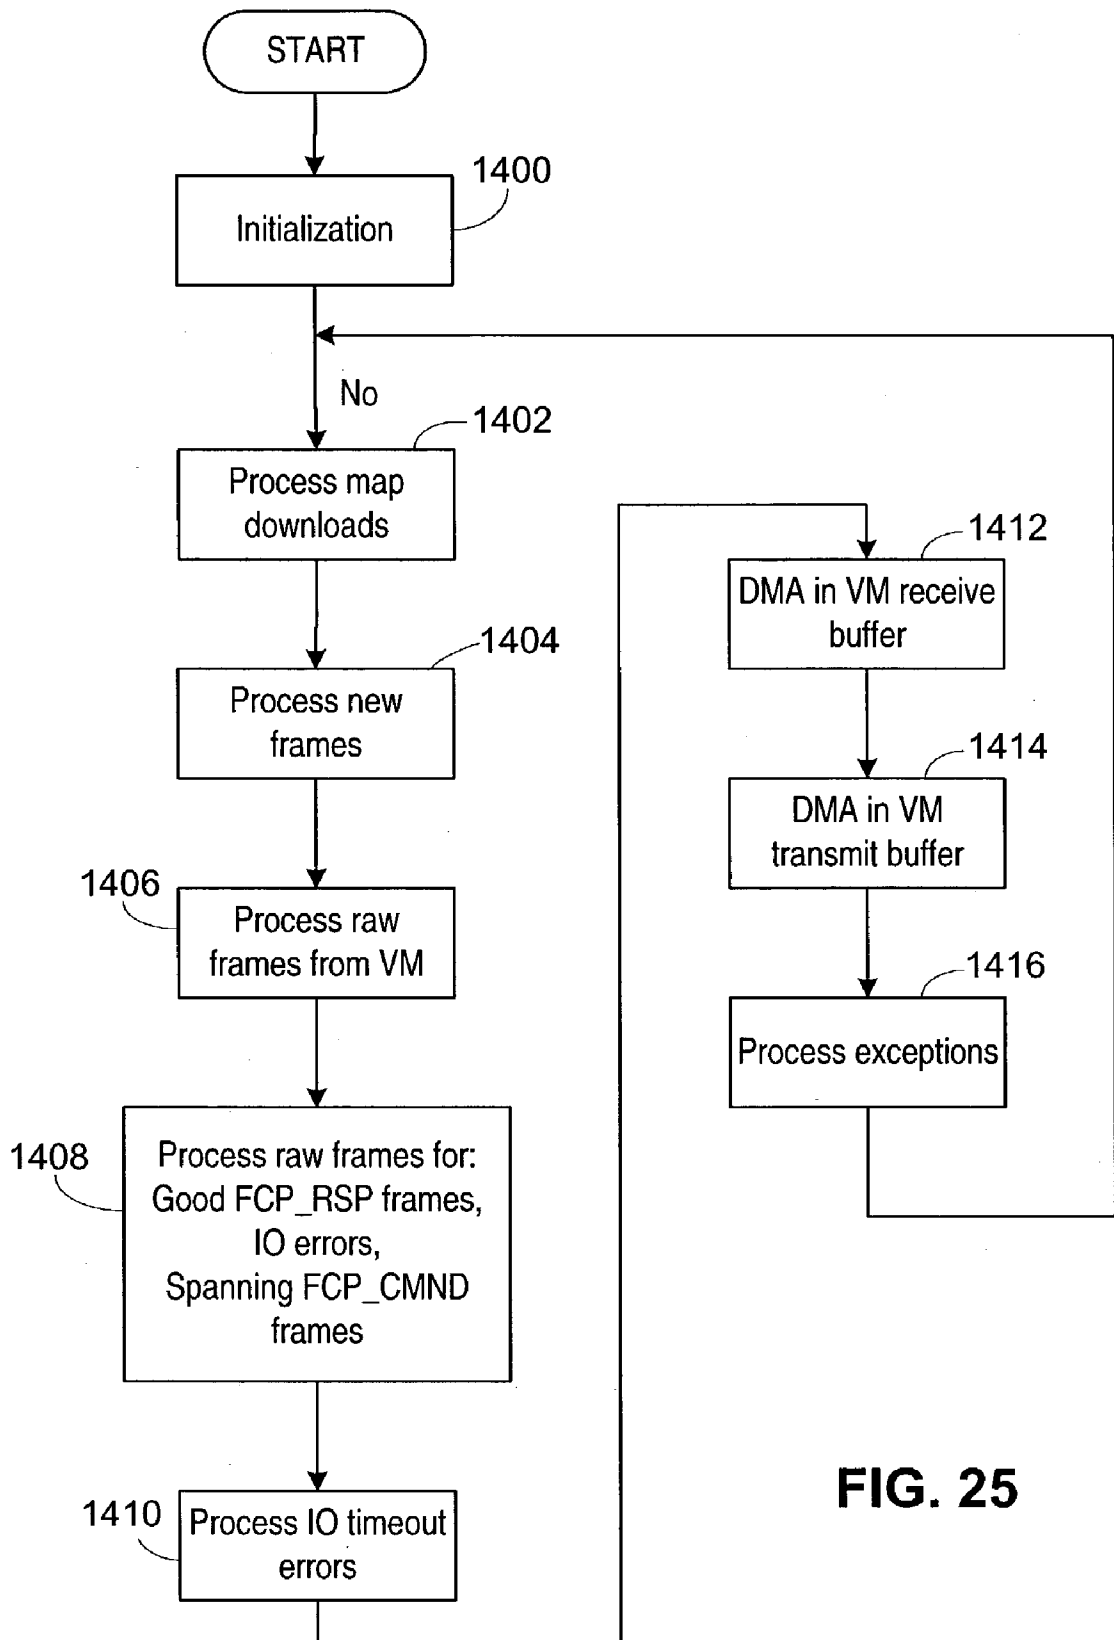 START
1400
Initialization
No
1402
Process map
downloads
1404
Process new
frames
1406
Process raw
frames from VM
1408
Process raw frames for:
Good FCP_RSP frames,
IO errors,
Spanning FCP_CMND
frames
1410
Process IO timeout
errors
1412
DMA in VM receive
buffer
1414
DMA in VM
transmit buffer
1416
Process exceptions
FIG. 25